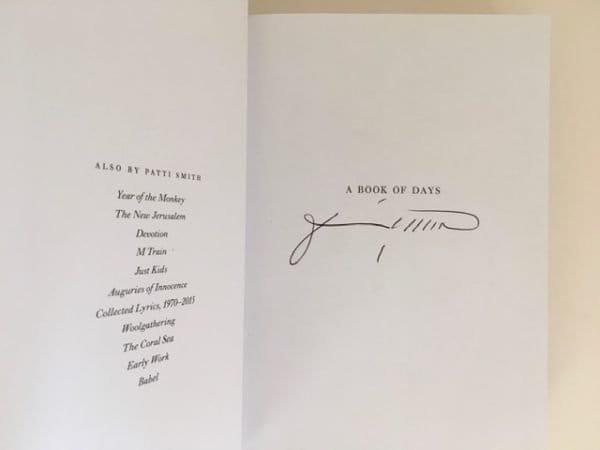 ALSO BY PATTI SMITH
Year of the Monkey
The New Jerusalem
Devotion
M Train
Just Kids
Auguries of Innocence
Collected Lyrics, 1970–2015
Woolgathering
The Coral Sea
Early Work
Babel
A BOOK OF DAYS